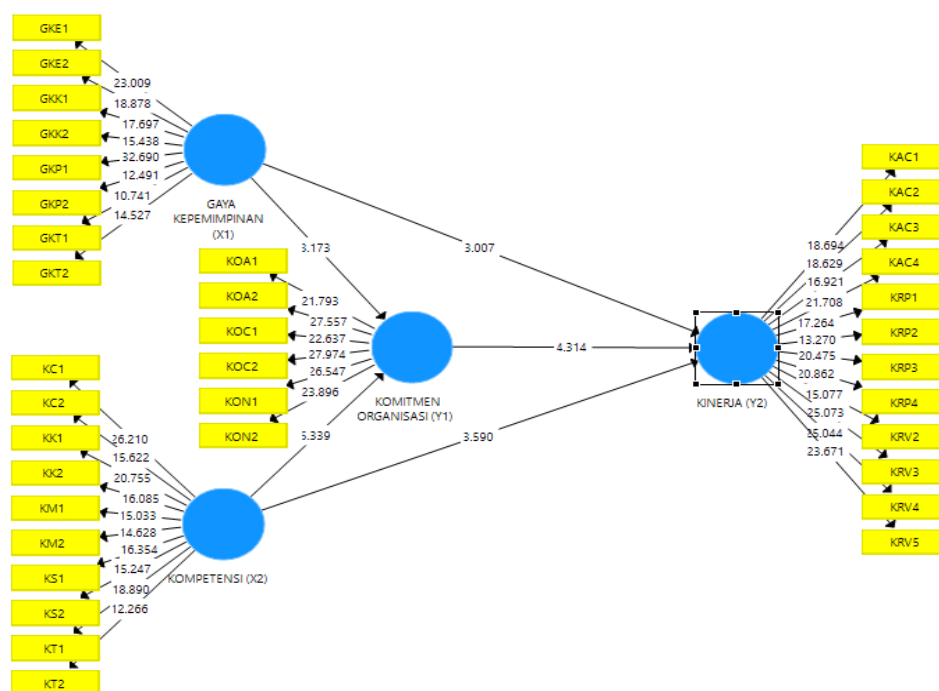 GKE1
GKE2
GKK1
GKK2
GKP1
GKP2
GKT1
GKT2
23.009
18.878
17.697
15.438
32.690
12.491
10.741
14.527
GAYA
KEPEMIMPINAN
(X1)
3.007
KOA1
KOA2
KOC1
KOC2
KON1
KON2
21.793
27.557
22.637
27.974
26.547
23.896
KOMITMEN
ORGANISASI (Y1)
4.314
KC1
KC2
KK1
KK2
KM1
KM2
KS1
KS2
KT1
KT2
26.210
15.622
20.755
16.085
15.033
14.628
16.354
15.247
18.890
12.266
KOMPETENSI (X2)
3.590
KINERJA (Y2)
18.694
18.629
16.921
21.708
17.264
13.270
20.475
20.862
15.077
25.073
23.671
KAC1
KAC2
KAC3
KAC4
KRP1
KRP2
KRP3
KRP4
KRV2
KRV3
KRV4
KRV5